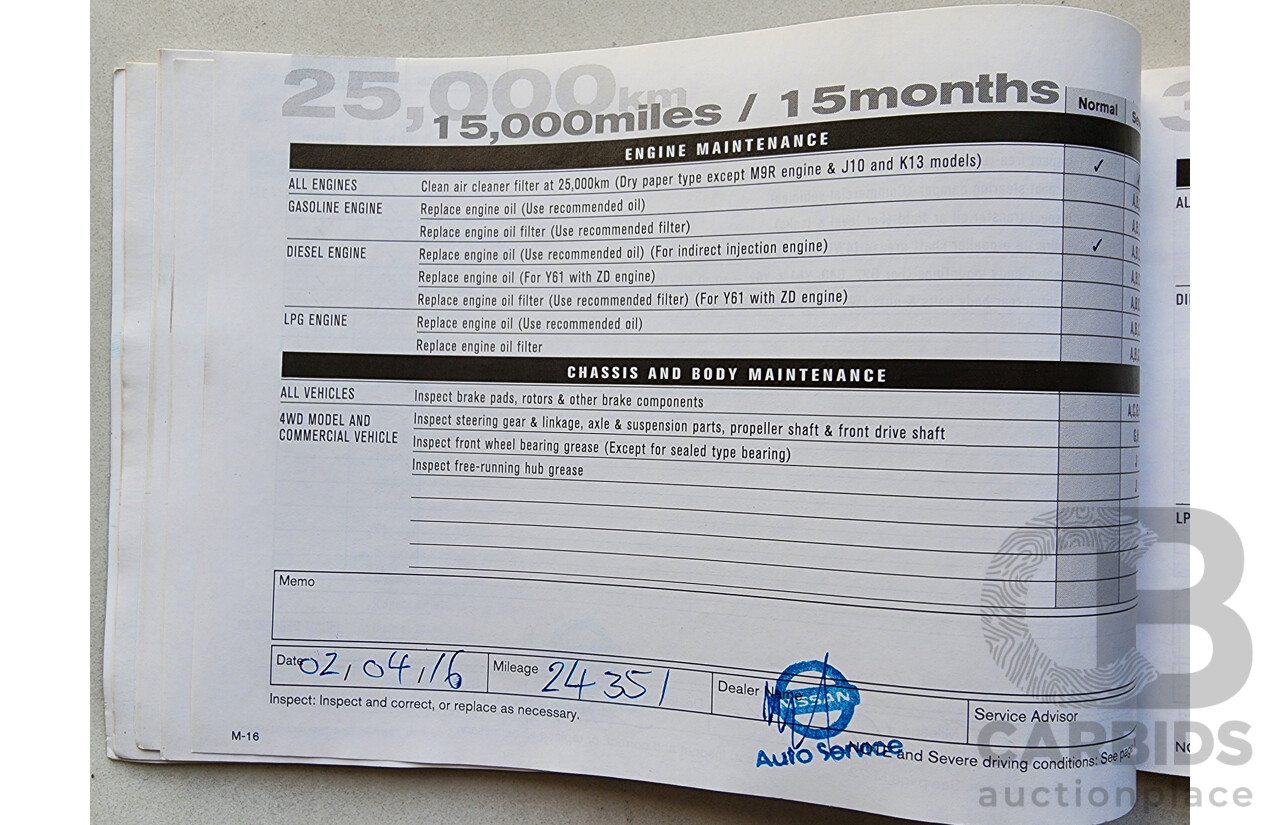 25,000km
15,000miles / 15months
Normal
ENGINE MAINTENANCE
ALL ENGINES Clean air cleaner filter at 25,000km (Dry paper type except M9R engine & J10 and K13 models) ✓
GASOLINE ENGINE Replace engine oil (Use recommended oil)
Replace engine oil filter (Use recommended filter)
DIESEL ENGINE Replace engine oil (Use recommended oil) (For indirect injection engine) ✓
Replace engine oil (For Y61 with ZD engine)
Replace engine oil filter (Use recommended filter) (For Y61 with ZD engine)
LPG ENGINE Replace engine oil (Use recommended oil)
Replace engine oil filter
CHASSIS AND BODY MAINTENANCE
ALL VEHICLES Inspect brake pads, rotors & other brake components
4WD MODEL AND
COMMERCIAL VEHICLE
Inspect steering gear & linkage, axle & suspension parts, propeller shaft & front drive shaft
Inspect front wheel bearing grease (Except for sealed type bearing)
Inspect free-running hub grease
Memo
Date 02/04/16 Mileage 24351 Dealer Name
NISSAN
Auto Service
Service Advisor
Inspect: Inspect and correct, or replace as necessary.
and Severe driving conditions: See
M-16
AL
DI
LP
NO
CB
CARBIDS
auctionplace